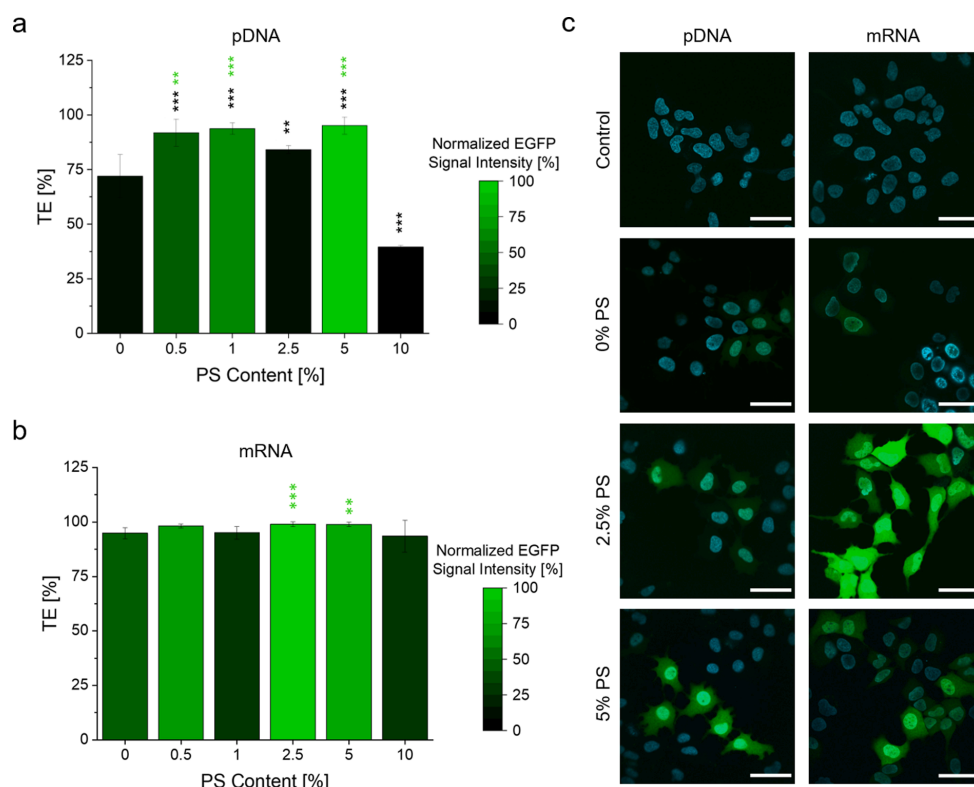 a
pDNA
TE [%]
125
100
75
50
25
0
*** **
*** ***
**
*** ***
***
0 0.5 1 2.5 5 10
PS Content [%]
Normalized EGFP
Signal Intensity [%]
100
75
50
25
0
b
mRNA
TE [%]
125
100
75
50
25
0
***
**
0 0.5 1 2.5 5 10
PS Content [%]
Normalized EGFP
Signal Intensity [%]
100
75
50
25
0
c
pDNA mRNA
Control
0% PS
2.5% PS
5% PS